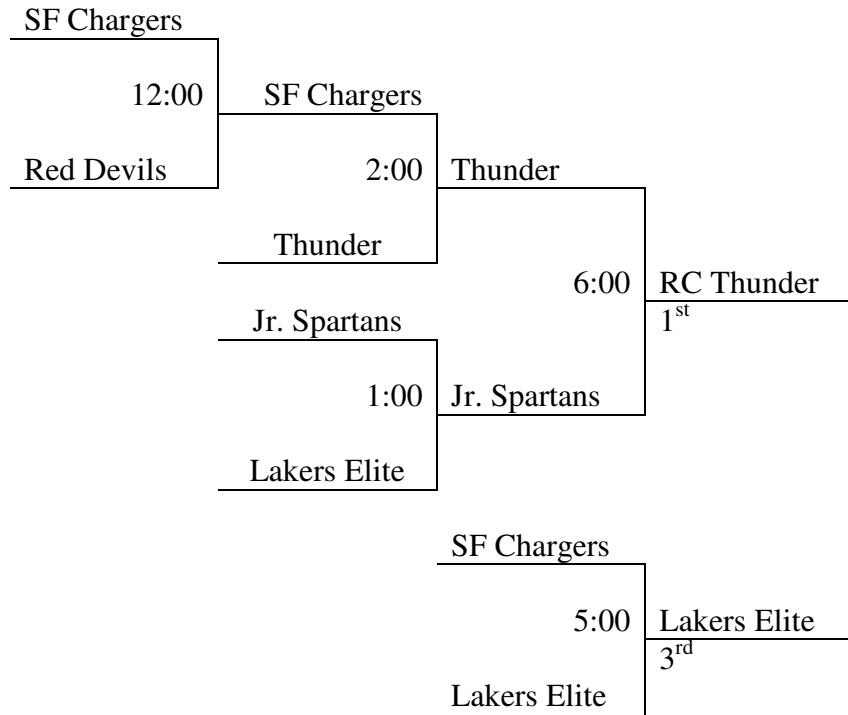 SF Chargers
12:00
SF Chargers
Red Devils
2:00
Thunder
Thunder
6:00
RC Thunder
1st
Jr. Spartans
1:00
Jr. Spartans
Lakers Elite
SF Chargers
5:00
Lakers Elite
3rd
Lakers Elite